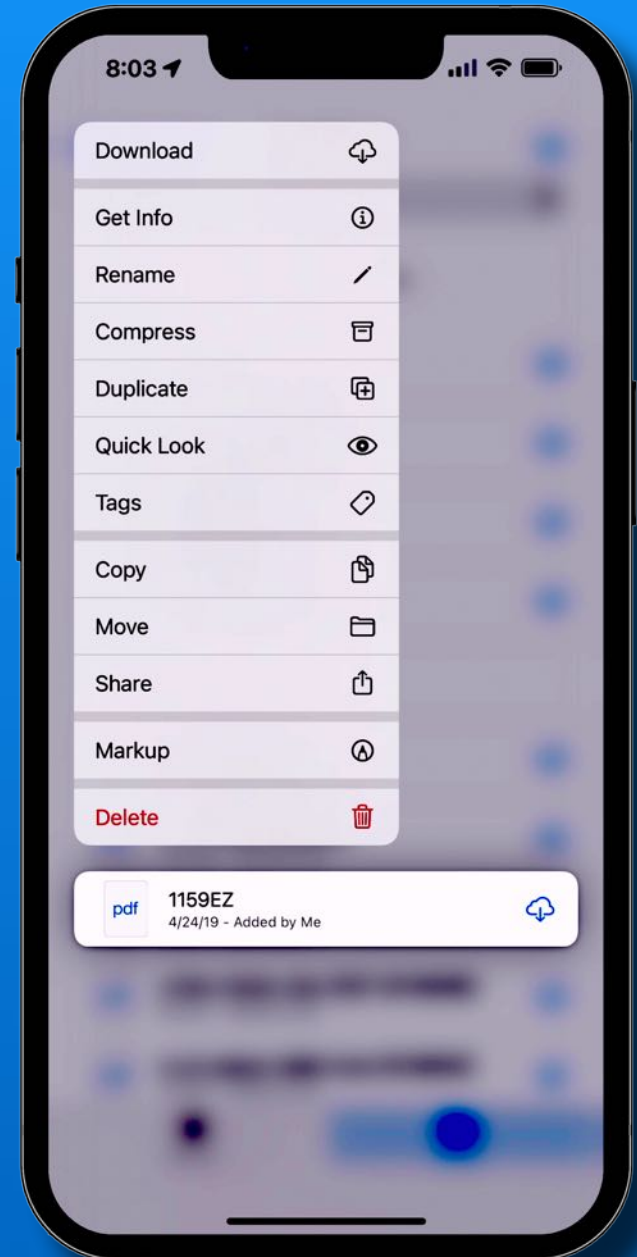 8:03
Download
Get Info
Rename
Compress
Duplicate
Quick Look
Tags
Copy
Move
Share
Markup
Delete
pdf
1159EZ
4/24/19 - Added by Me